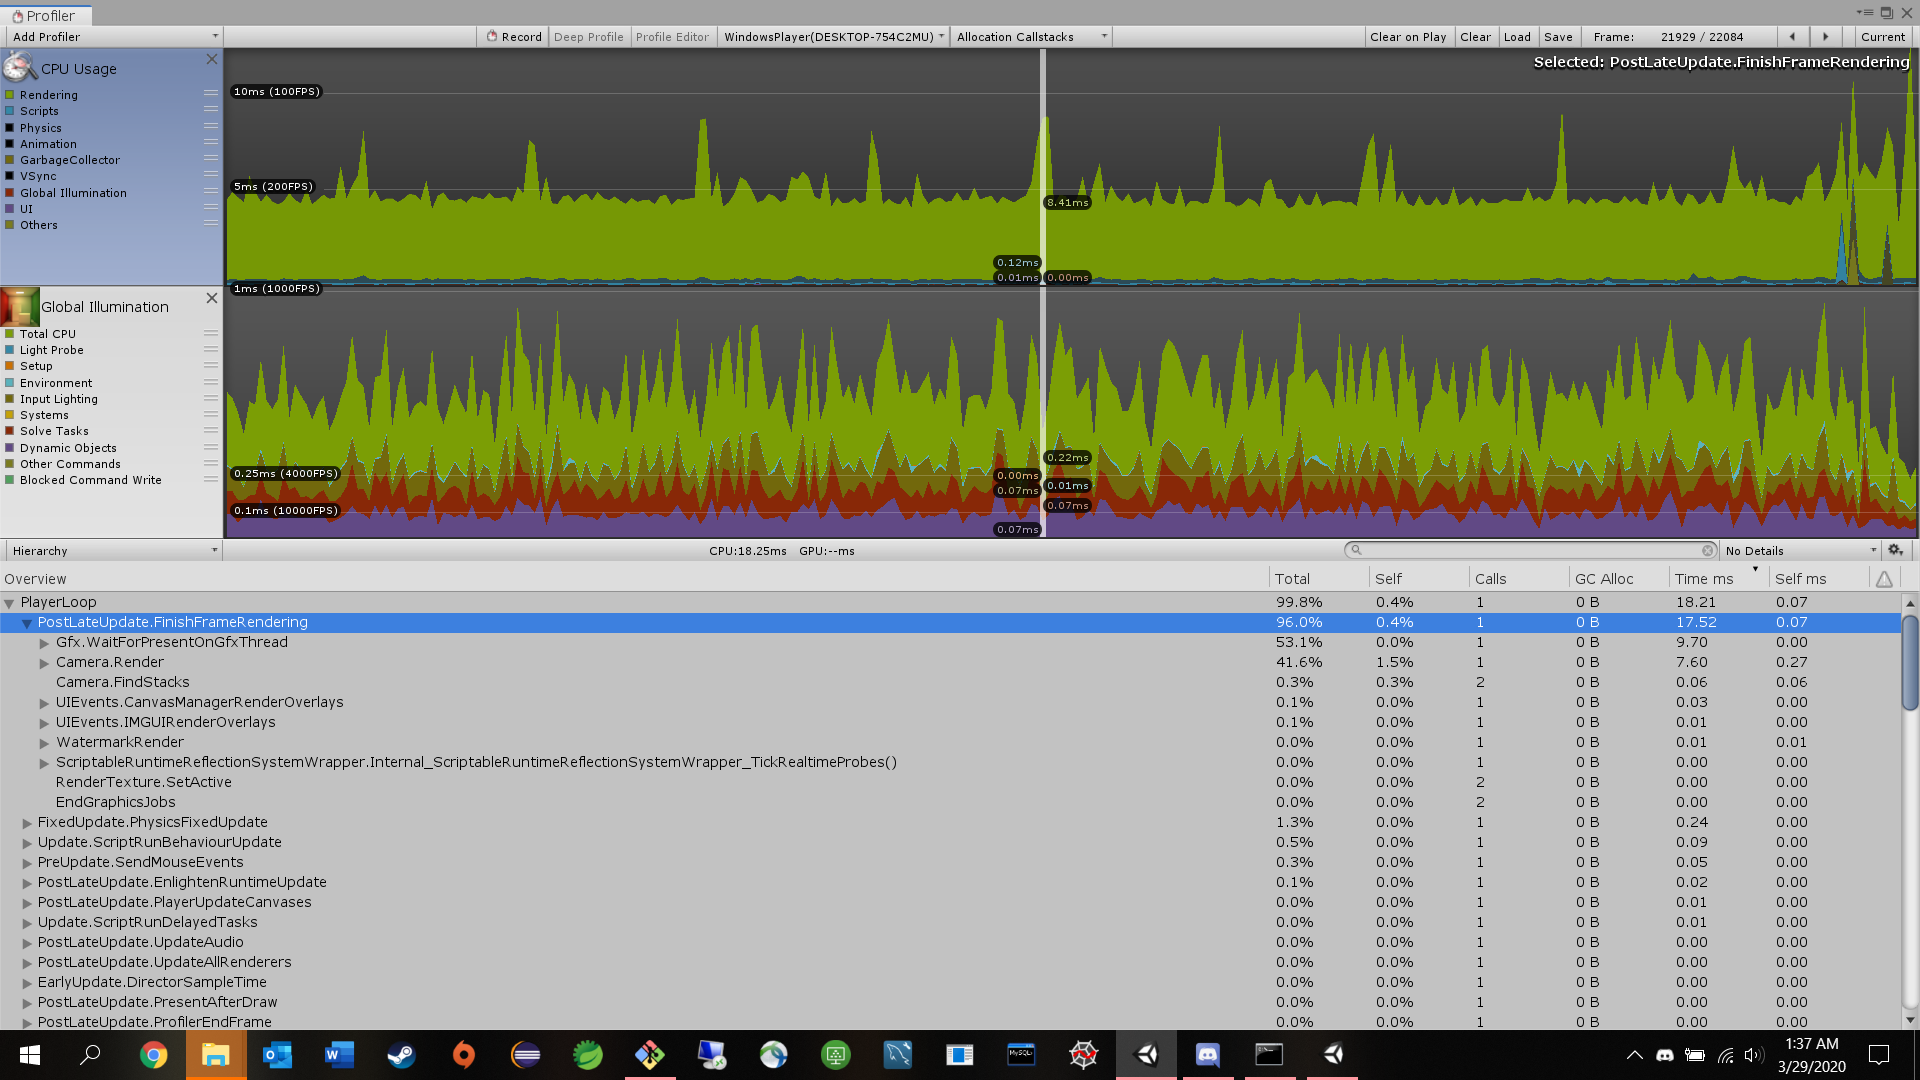 Profiler
Add Profiler Record Deep Profile Profile Editor WindowsPlayer(DESKTOP-754C2MU) Allocation Callstacks Clear on Play Clear Load Save Frame: 21929 / 22084 Current
CPU Usage
Selected: PostLateUpdate.FinishFrameRendering
Rendering
Scripts
Physics
Animation
GarbageCollector
VSync
Global Illumination
UI
Others
10ms (100FPS)
5ms (200FPS)
8.41ms
0.12ms
0.01ms 0.00ms
Global Illumination
Total CPU
Light Probe
Setup
Environment
Input Lighting
Systems
Solve Tasks
Dynamic Objects
Other Commands
Blocked Command Write
1ms (1000FPS)
0.25ms (4000FPS)
0.1ms (10000FPS)
0.22ms
0.00ms
0.01ms
0.07ms
0.07ms
0.07ms
Hierarchy CPU:18.25ms GPU:--ms No Details
Overview Total Self Calls GC Alloc Time ms Self ms
PlayerLoop 99.8% 0.4% 1 0 B 18.21 0.07
PostLateUpdate.FinishFrameRendering 96.0% 0.4% 1 0 B 17.52 0.07
Gfx.WaitForPresentOnGfxThread 53.1% 0.0% 1 0 B 9.70 0.00
Camera.Render 41.6% 1.5% 1 0 B 7.60 0.27
Camera.FindStacks 0.3% 0.3% 2 0 B 0.06 0.06
UIEvents.CanvasManagerRenderOverlays 0.1% 0.0% 1 0 B 0.03 0.00
UIEvents.IMGUIRenderOverlays 0.1% 0.0% 1 0 B 0.01 0.00
WatermarkRender 0.0% 0.0% 1 0 B 0.01 0.01
ScriptableRuntimeReflectionSystemWrapper.Internal_ScriptableRuntimeReflectionSystemWrapper_TickRealtimeProbes() 0.0% 0.0% 1 0 B 0.00 0.00
RenderTexture.SetActive 0.0% 0.0% 2 0 B 0.00 0.00
EndGraphicsJobs 0.0% 0.0% 2 0 B 0.00 0.00
FixedUpdate.PhysicsFixedUpdate 1.3% 0.0% 1 0 B 0.24 0.00
Update.ScriptRunBehaviourUpdate 0.5% 0.0% 1 0 B 0.09 0.00
PreUpdate.SendMouseEvents 0.3% 0.0% 1 0 B 0.05 0.00
PostLateUpdate.EnlightenRuntimeUpdate 0.1% 0.0% 1 0 B 0.02 0.00
PostLateUpdate.PlayerUpdateCanvases 0.0% 0.0% 1 0 B 0.01 0.00
Update.ScriptRunDelayedTasks 0.0% 0.0% 1 0 B 0.01 0.00
PostLateUpdate.UpdateAudio 0.0% 0.0% 1 0 B 0.00 0.00
PostLateUpdate.UpdateAllRenderers 0.0% 0.0% 1 0 B 0.00 0.00
EarlyUpdate.DirectorSampleTime 0.0% 0.0% 1 0 B 0.00 0.00
PostLateUpdate.PresentAfterDraw 0.0% 0.0% 1 0 B 0.00 0.00
PostLateUpdate.ProfilerEndFrame 0.0% 0.0% 1 0 B 0.00 0.00
MySQL
1:37 AM
3/29/2020